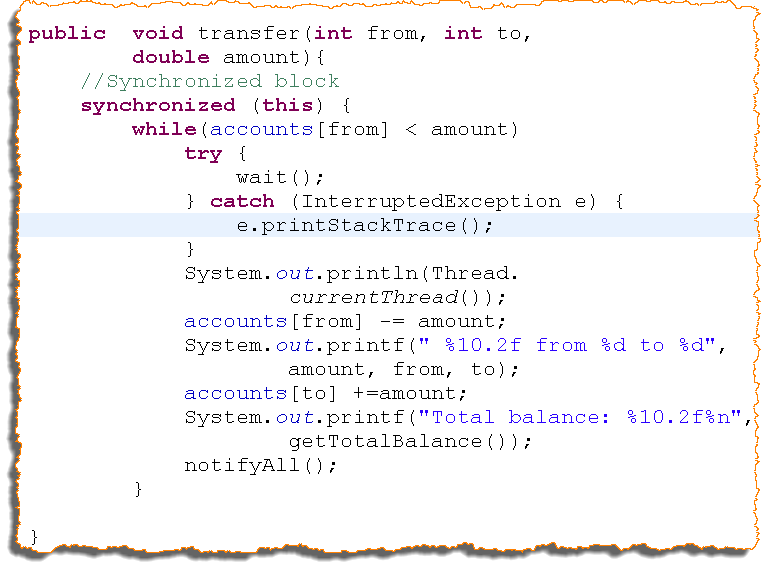 public  void transfer(int from, int to,
        double amount){
    //Synchronized block
    synchronized (this) {
        while(accounts[from] < amount)
            try {
                wait();
            } catch (InterruptedException e) {
                e.printStackTrace();
            }
            System.out.println(Thread.
                    currentThread());
            accounts[from] -= amount;
            System.out.printf(" %10.2f from %d to %d",
                    amount, from, to);
            accounts[to] +=amount;
            System.out.printf("Total balance: %10.2f%n",
                    getTotalBalance());
            notifyAll();
        }
}